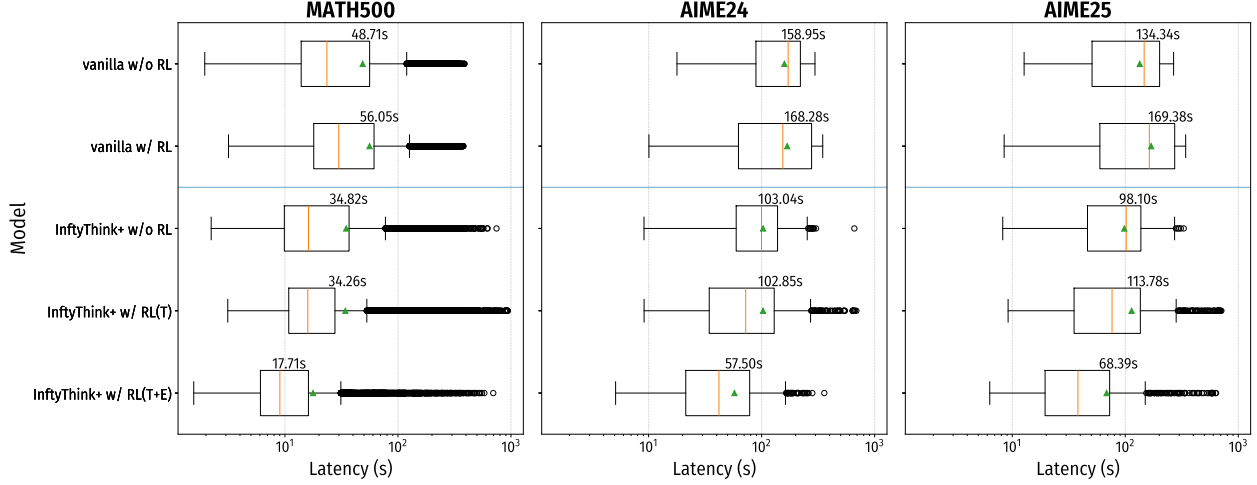 MATH500
AIME24
AIME25
Model
vanilla w/o RL
48.71s
158.95s
134.34s
vanilla w/ RL
56.05s
168.28s
169.38s
InftyThink+ w/o RL
34.82s
103.04s
98.10s
InftyThink+ w/ RL(T)
34.26s
102.85s
113.78s
InftyThink+ w/ RL(T+E)
17.71s
57.50s
68.39s
10¹ 10² 10³
10¹ 10² 10³
10¹ 10² 10³
Latency (s)
Latency (s)
Latency (s)